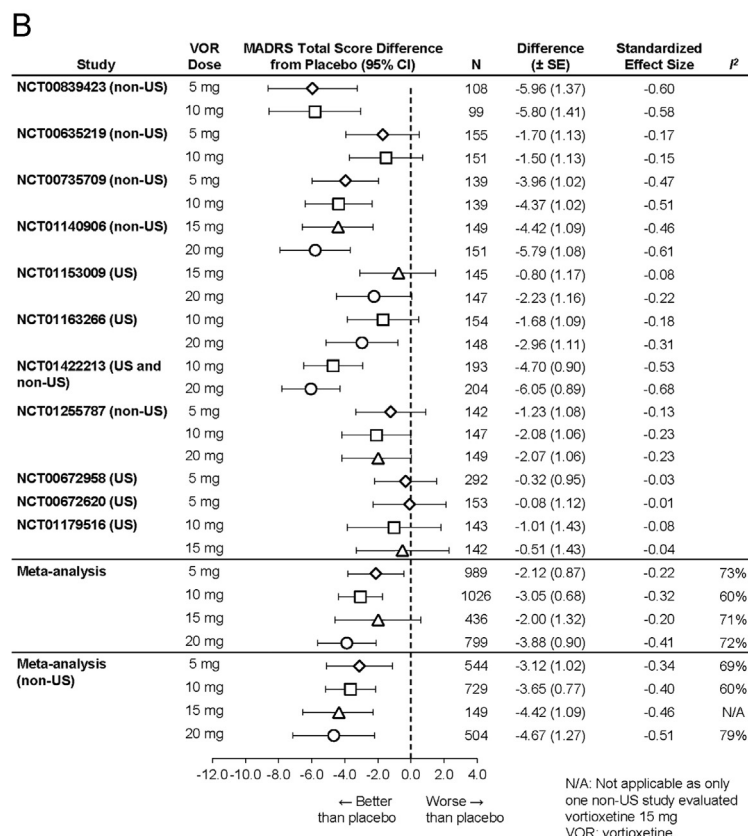 B
Study VOR Dose MADRS Total Score Difference from Placebo (95% CI) N Difference (± SE) Standardized Effect Size I²
NCT00839423 (non-US) 5 mg 108 -5.96 (1.37) -0.60
10 mg 99 -5.80 (1.41) -0.58
NCT00635219 (non-US) 5 mg 155 -1.70 (1.13) -0.17
10 mg 151 -1.50 (1.13) -0.15
NCT00735709 (non-US) 5 mg 139 -3.96 (1.02) -0.47
10 mg 139 -4.37 (1.02) -0.51
NCT01140906 (non-US) 15 mg 149 -4.42 (1.09) -0.46
20 mg 151 -5.79 (1.08) -0.61
NCT01153009 (US) 15 mg 145 -0.80 (1.17) -0.08
20 mg 147 -2.23 (1.16) -0.22
NCT01163266 (US) 10 mg 154 -1.68 (1.09) -0.18
20 mg 148 -2.96 (1.11) -0.31
NCT01422213 (US and non-US) 10 mg 193 -4.70 (0.90) -0.53
20 mg 204 -6.05 (0.89) -0.68
NCT01255787 (non-US) 5 mg 142 -1.23 (1.08) -0.13
10 mg 147 -2.08 (1.06) -0.23
20 mg 149 -2.07 (1.06) -0.23
NCT00672958 (US) 5 mg 292 -0.32 (0.95) -0.03
NCT00672620 (US) 5 mg 153 -0.08 (1.12) -0.01
NCT01179516 (US) 10 mg 143 -1.01 (1.43) -0.08
15 mg 142 -0.51 (1.43) -0.04
Meta-analysis 5 mg 989 -2.12 (0.87) -0.22 73%
10 mg 1026 -3.05 (0.68) -0.32 60%
15 mg 436 -2.00 (1.32) -0.20 71%
20 mg 799 -3.88 (0.90) -0.41 72%
Meta-analysis (non-US) 5 mg 544 -3.12 (1.02) -0.34 69%
10 mg 729 -3.65 (0.77) -0.40 60%
15 mg 149 -4.42 (1.09) -0.46 N/A
20 mg 504 -4.67 (1.27) -0.51 79%
-12.0 -10.0 -8.0 -6.0 -4.0 -2.0 0.0 2.0 4.0
← Better than placebo
Worse → than placebo
N/A: Not applicable as only
one non-US study evaluated
vortioxetine 15 mg
VOR: vortioxetine